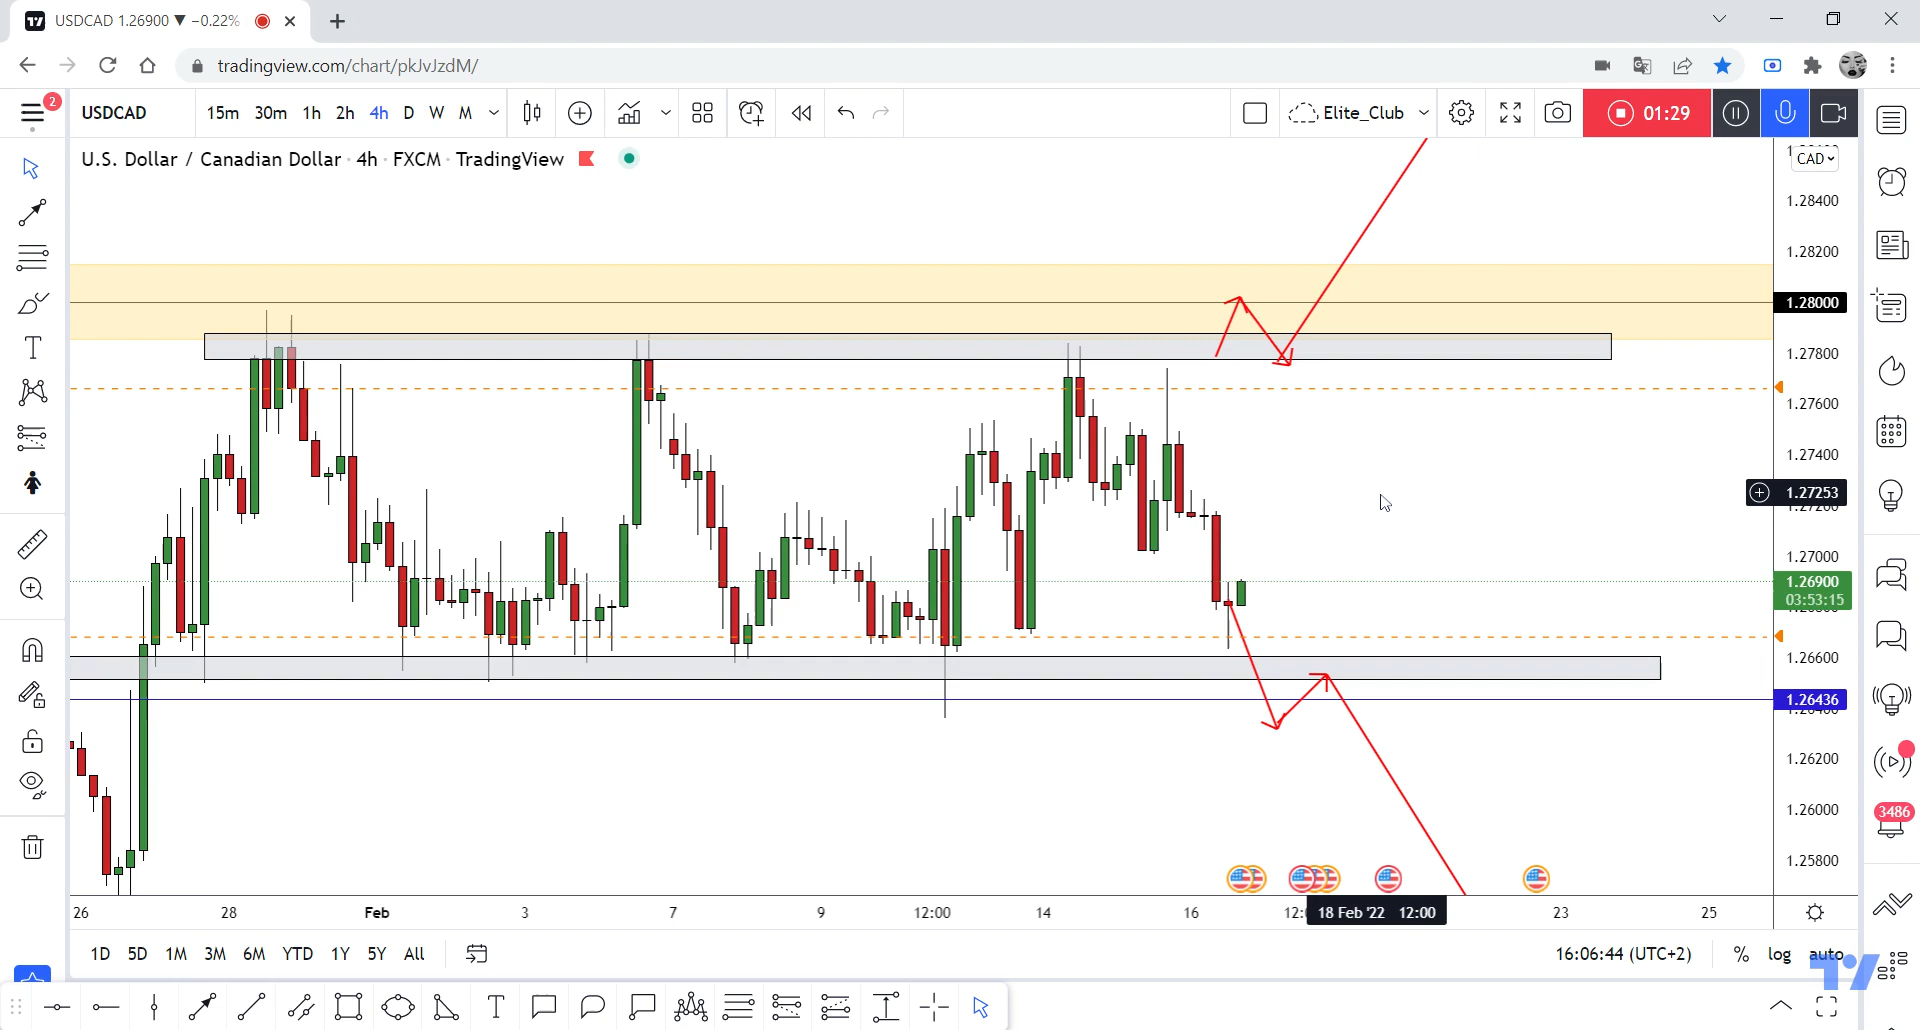 USDCAD 1.26900 ▼ −0.22%
tradingview.com/chart/pkJvJzdM/
2
USDCAD 15m 30m 1h 2h 4h D W M Elite_Club 01:29
U.S. Dollar / Canadian Dollar · 4h · FXCM · TradingView
CAD
1.28400
1.28200
1.28000
1.27800
1.27600
1.27400
1.27253
1.27200
1.27000
1.26900
03:53:15
1.26600
1.26436
1.26200
1.26000
1.25800
3486
26 28 Feb 3 7 9 12:00 14 16 18 Feb '22 12:00 23 25
1D 5D 1M 3M 6M YTD 1Y 5Y All 16:06:44 (UTC+2) % log auto